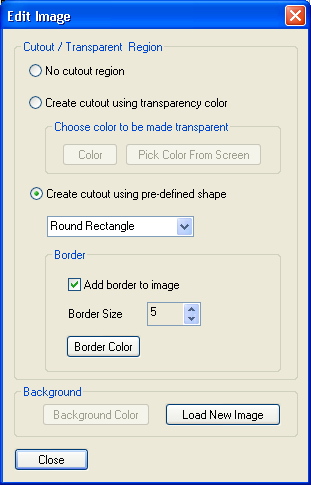 Edit Image
Cutout / Transparent Region
No cutout region
Create cutout using transparency color
Choose color to be made transparent
Color Pick Color From Screen
Create cutout using pre-defined shape
Round Rectangle
Border
Add border to image
Border Size 5
Border Color
Background
Background Color Load New Image
Close